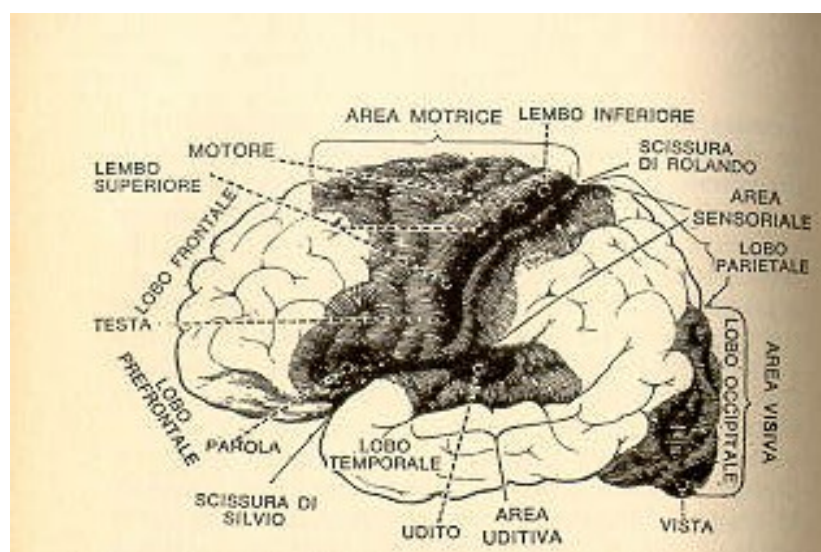 AREA MOTRICE
LEMBO INFERIORE
MOTORE
SCISSURA
DI ROLANDO
LEMBO
SUPERIORE
AREA
SENSORIALE
LOBO FRONTALE
LOBO
PARIETALE
TESTA
LOBO
PREFRONTALE
LOBO OCCIPITALE
AREA VISIVA
PAROLA
LOBO
TEMPORALE
SCISSURA DI
SILVIO
UDITO
AREA
UDITIVA
VISTA